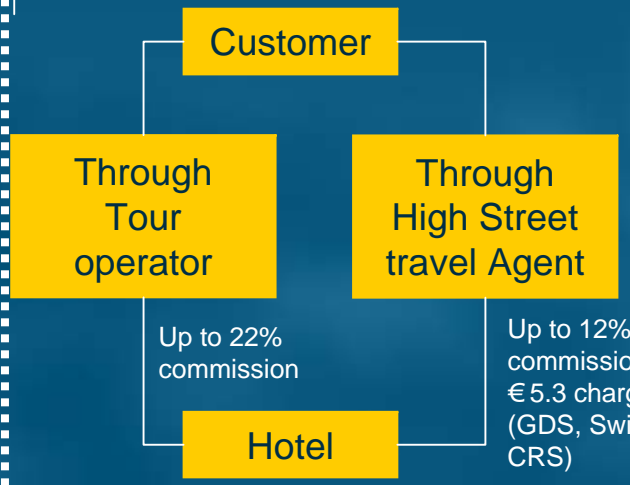 Customer
Through
Tour
operator
Through
High Street
travel Agent
Up to 22%
commission
Up to 12%
€5.3
(GDS,
CRS)
Hotel